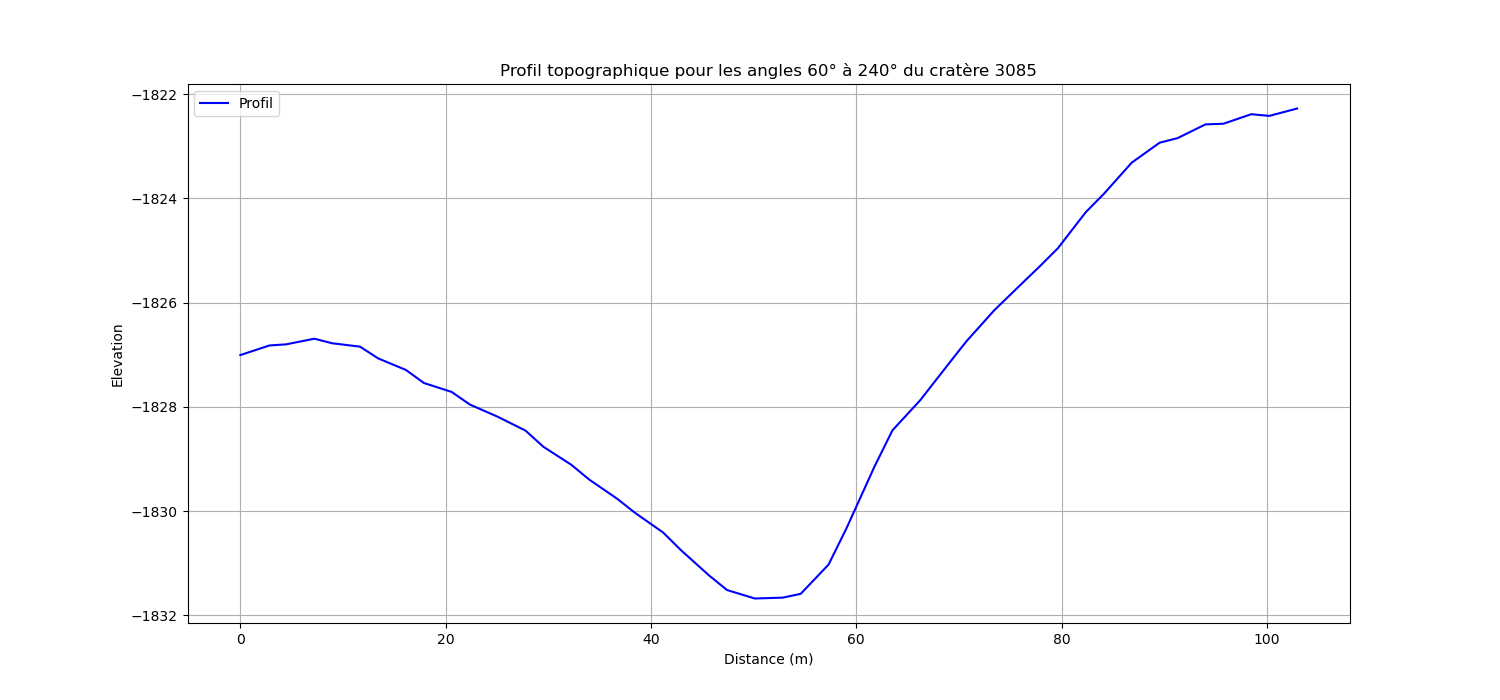 Profil topographique pour les angles 60° à 240° du cratère 3085
Profil
−1822
−1824
−1826
−1828
−1830
−1832
Elevation
0 20 40 60 80 100
Distance (m)